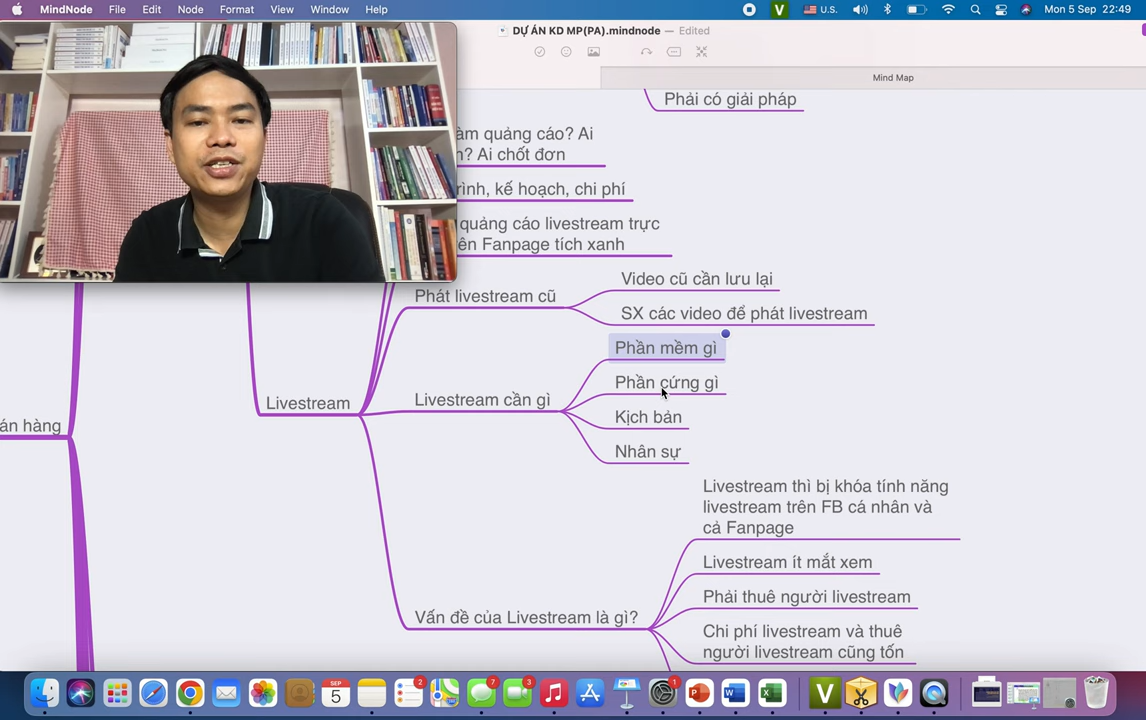 MindNode File Edit Node Format View Window Help
V U.S. Mon 5 Sep 22:49
DỰ ÁN KD MP(PA).mindnode — Edited
Mind Map
Phải có giải pháp
àm quảng cáo? Ai
n? Ai chốt đơn
rình, kế hoạch, chi phí
quảng cáo livestream trực
ên Fanpage tích xanh
Phát livestream cũ
Video cũ cần lưu lại
SX các video để phát livestream
Livestream
Livestream cần gì
Phần mềm gì
Phần cứng gì
Kịch bản
Nhân sự
án hàng
Vấn đề của Livestream là gì?
Livestream thì bị khóa tính năng
livestream trên FB cá nhân và
cả Fanpage
Livestream ít mắt xem
Phải thuê người livestream
Chi phí livestream và thuê
người livestream cũng tốn
SEP
5
2
7
3
1
P
W
X
V